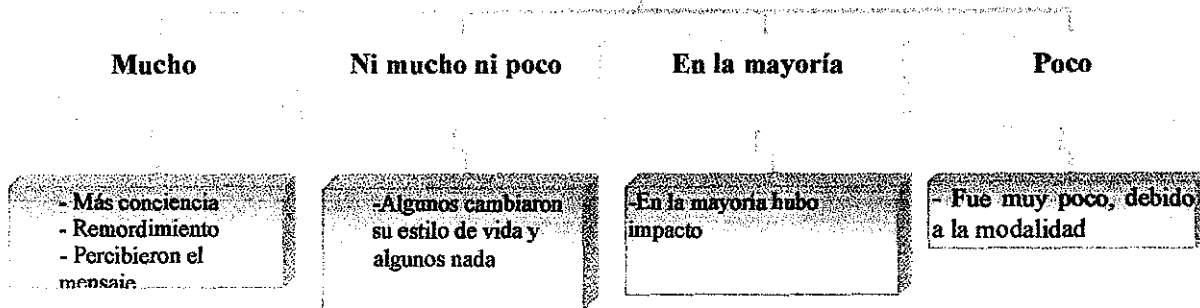 Mucho
Ni mucho ni poco
En la mayoría
Poco
- Más conciencia
- Remordimiento
- Percibieron el
mensaje
-Algunos cambiaron
su estilo de vida y
algunos nada
-En la mayoría hubo
impacto
- Fue muy poco, debido
a la modalidad